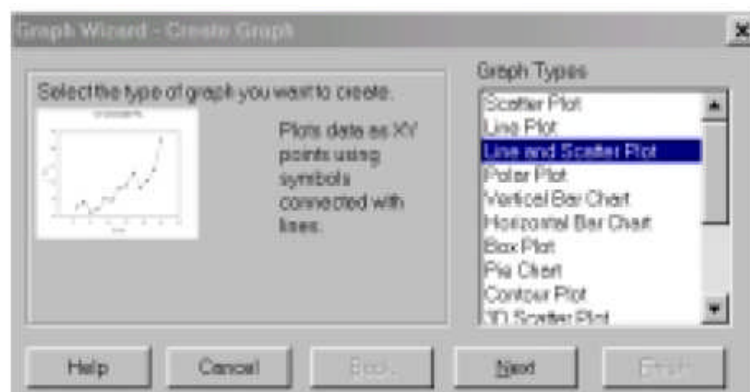 Graph Wizard - Create Graph
Select the type of graph you want to create.
Plots data as XY
points using
symbols
connected with
lines.
Graph Types
Scatter Plot
Line Plot
Line and Scatter Plot
Polar Plot
Vertical Bar Chart
Horizontal Bar Chart
Box Plot
Pie Chart
Contour Plot
3D Scatter Plot
Help
Cancel
Back
Next
Finish